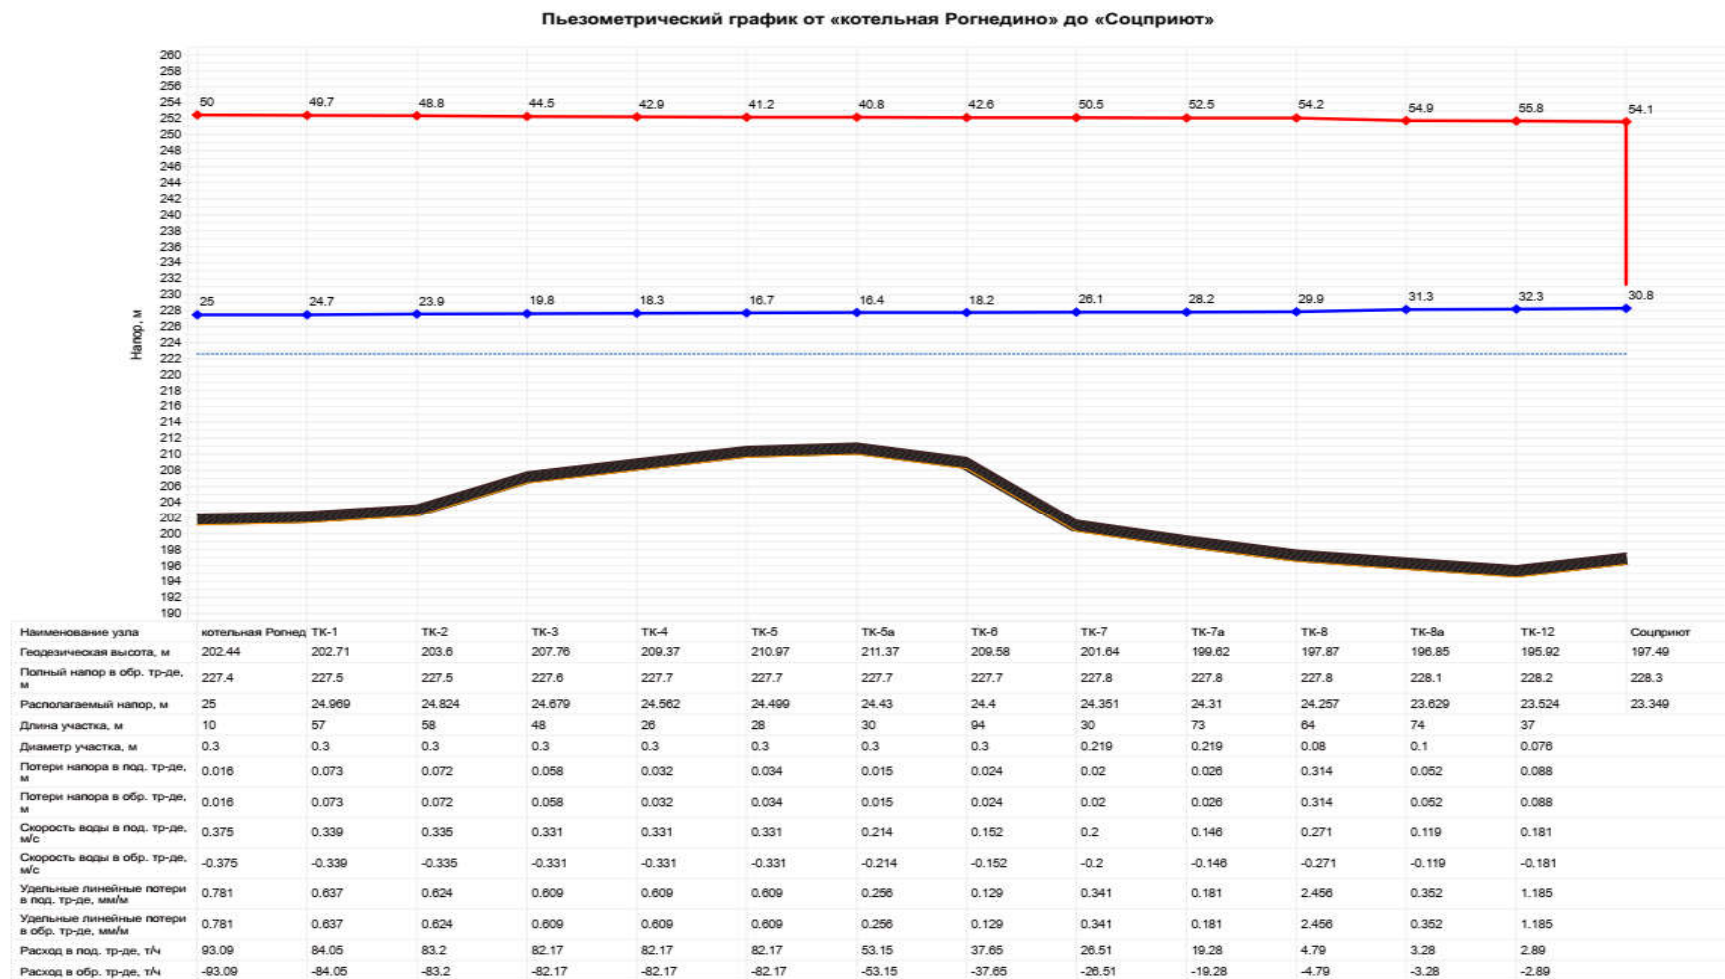 Пьезометрический график от «котельная Рогнедино» до «Соцприют»
260
258
256
254
252
250
248
246
244
242
240
238
236
234
232
230
228
226
224
222
220
218
216
214
212
210
208
206
204
202
200
198
196
194
192
190
Напор, м
50 49.7 48.8 44.5 42.9 41.2 40.8 42.6 50.5 52.5 54.2 54.9 55.8 54.1
25 24.7 23.9 19.8 18.3 16.7 16.4 18.2 26.1 28.2 29.9 31.3 32.3 30.8
Наименование узла котельная Рогнед ТК-1 ТК-2 ТК-3 ТК-4 ТК-5 ТК-5а ТК-6 ТК-7 ТК-7а ТК-8 ТК-8а ТК-12 Соцприют
Геодезическая высота, м 202.44 202.71 203.6 207.76 209.37 210.97 211.37 209.58 201.64 199.62 197.87 196.85 195.92 197.49
Полный напор в обр. тр-де,
м 227.4 227.5 227.5 227.6 227.7 227.7 227.7 227.7 227.8 227.8 227.8 228.1 228.2 228.3
Располагаемый напор, м 25 24.969 24.824 24.679 24.562 24.499 24.43 24.4 24.351 24.31 24.257 23.629 23.524 23.349
Длина участка, м 10 57 58 48 26 28 30 94 30 73 64 74 37
Диаметр участка, м 0.3 0.3 0.3 0.3 0.3 0.3 0.3 0.3 0.219 0.219 0.08 0.1 0.076
Потери напора в под. тр-де,
м 0.016 0.073 0.072 0.058 0.032 0.034 0.015 0.024 0.02 0.026 0.314 0.052 0.088
Потери напора в обр. тр-де,
м 0.016 0.073 0.072 0.058 0.032 0.034 0.015 0.024 0.02 0.026 0.314 0.052 0.088
Скорость воды в под. тр-де,
м/с 0.375 0.339 0.335 0.331 0.331 0.331 0.214 0.152 0.2 0.146 0.271 0.119 0.181
Скорость воды в обр. тр-де,
м/с -0.375 -0.339 -0.335 -0.331 -0.331 -0.331 -0.214 -0.152 -0.2 -0.146 -0.271 -0.119 -0.181
Удельные линейные потери
в под. тр-де, мм/м 0.781 0.637 0.624 0.609 0.609 0.609 0.256 0.129 0.341 0.181 2.456 0.352 1.185
Удельные линейные потери
в обр. тр-де, мм/м 0.781 0.637 0.624 0.609 0.609 0.609 0.256 0.129 0.341 0.181 2.456 0.352 1.185
Расход в под. тр-де, т/ч 93.09 84.05 83.2 82.17 82.17 82.17 53.15 37.65 26.51 19.28 4.79 3.28 2.89
Расход в обр. тр-де, т/ч -93.09 -84.05 -83.2 -82.17 -82.17 -82.17 -53.15 -37.65 -26.51 -19.28 -4.79 -3.28 -2.89